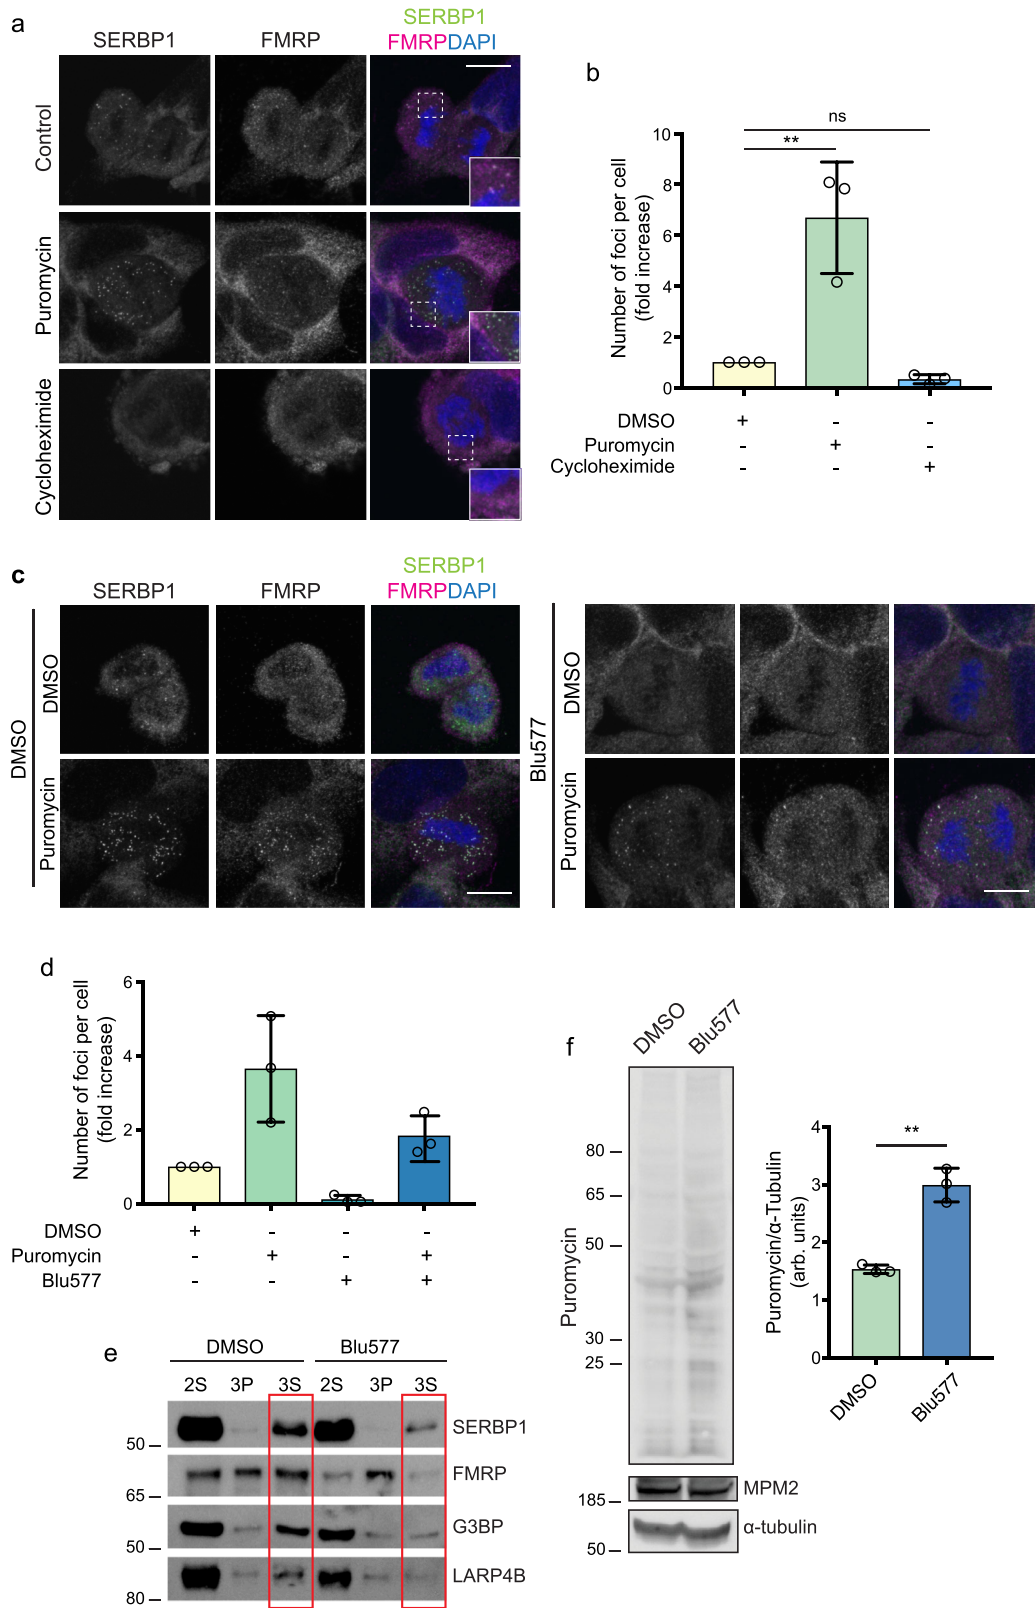 a
SERBP1
SERBP1 FMRP FMRPDAPI
Control
Puromycin
Cycloheximide
b
ns
**
10
8
6
4
2
0
Number of foci per cell
(fold increase)
DMSO + - -
Puromycin - + -
Cycloheximide - - +
c
SERBP1
SERBP1 FMRP FMRPDAPI
DMSO
DMSO
Puromycin
Blu577
DMSO
Puromycin
d
6
4
2
0
Number of foci per cell
(fold increase)
DMSO + - - -
Puromycin - + - +
Blu577 - - + +
e
DMSO Blu577
2S 3P 3S 2S 3P 3S
50 SERBP1
65 FMRP
50 G3BP
80 LARP4B
f
DMSO Blu577
Puromycin
80
65
50
30
25
185 MPM2
50 α-tubulin
**
4
3
2
1
0
Puromycin/α-Tubulin
(arb. units)
DMSO Blu577